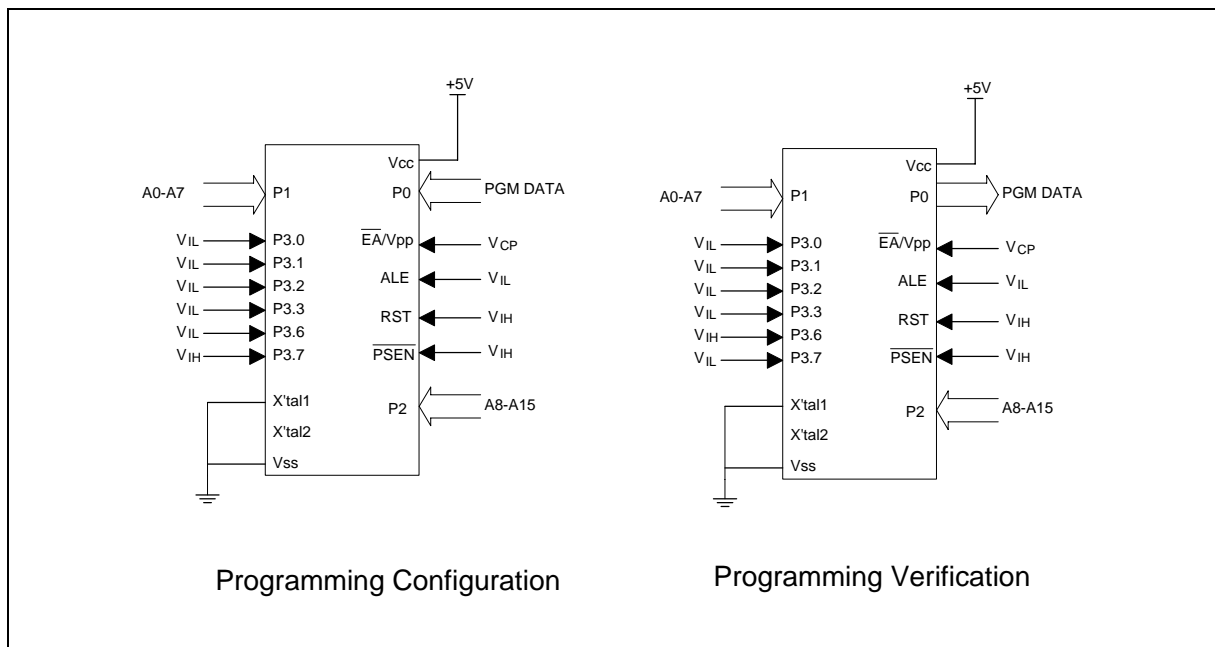 +5V
Vcc
A0-A7
P1
P0
PGM DATA
VIL
P3.0
EA/Vpp
VCP
VIL
P3.1
VIL
P3.2
ALE
VIL
VIL
P3.3
RST
VIH
VIL
P3.6
VIH
P3.7
PSEN
VIH
X'tal1
P2
A8-A15
X'tal2
Vss
Programming Configuration
+5V
Vcc
A0-A7
P1
P0
PGM DATA
VIL
P3.0
EA/Vpp
VCP
VIL
P3.1
VIL
P3.2
ALE
VIL
VIL
P3.3
RST
VIH
VIH
P3.6
VIL
P3.7
PSEN
VIH
X'tal1
P2
A8-A15
X'tal2
Vss
Programming Verification